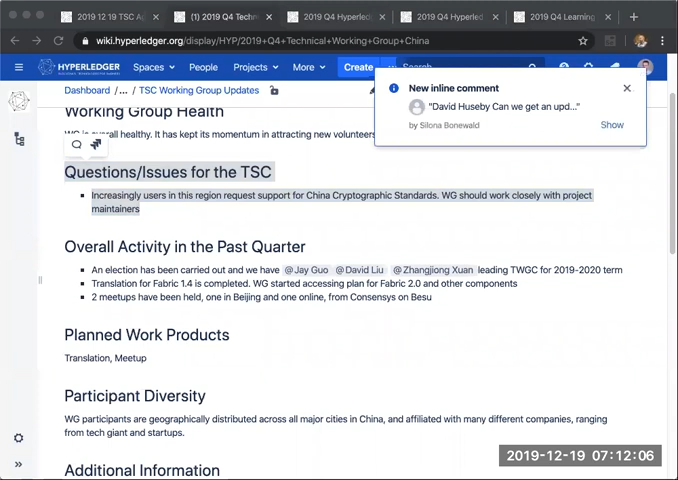 2019 12 19 TSC A
(1) 2019 Q4 Techn
2019 Q4 Hyperledg
2019 Q4 Hyperled
2019 Q4 Learning
wiki.hyperledger.org/display/HYP/2019+Q4+Technical+Working+Group+China
HYPERLEDGER Spaces People Projects More Create Search
Dashboard /… / TSC Working Group Updates
New inline comment
"David Huseby Can we get an upd..."
by Silona Bonewald
Show
Working Group Health
WG is overall healthy. It has kept its momentum in attracting new volunteers
Questions/Issues for the TSC
Increasingly users in this region request support for China Cryptographic Standards. WG should work closely with project
maintainers
Overall Activity in the Past Quarter
An election has been carried out and we have @Jay Guo @David Liu @Zhangjiong Xuan leading TWGC for 2019-2020 term
Translation for Fabric 1.4 is completed. WG started accessing plan for Fabric 2.0 and other components
2 meetups have been held, one in Beijing and one online, from Consensys on Besu
Planned Work Products
Translation, Meetup
Participant Diversity
WG participants are geographically distributed across all major cities in China, and affiliated with many different companies, ranging
from tech giant and startups.
2019-12-19 07:12:06
Additional Information